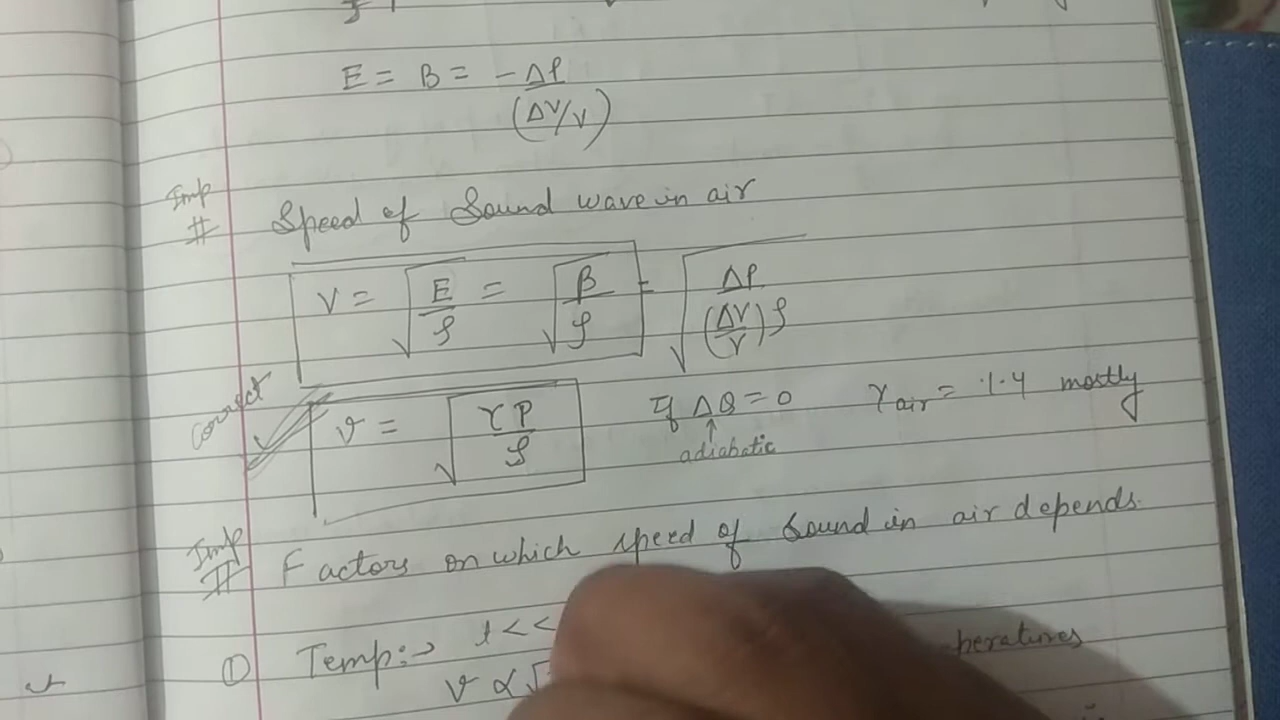 E = B = -ΔP
(ΔV/V)
Imp
# Speed of Sound wave in air
V = √E/ρ = √B/ρ = √ΔP/(ΔV/V)ρ
Correct
v = √γP/ρ If ΔQ = 0 γair = 1.4 mostly
adiabatic
Imp
# Factors on which speed of Sound in air depends.
① Temp:→ t <<
v ∝ √